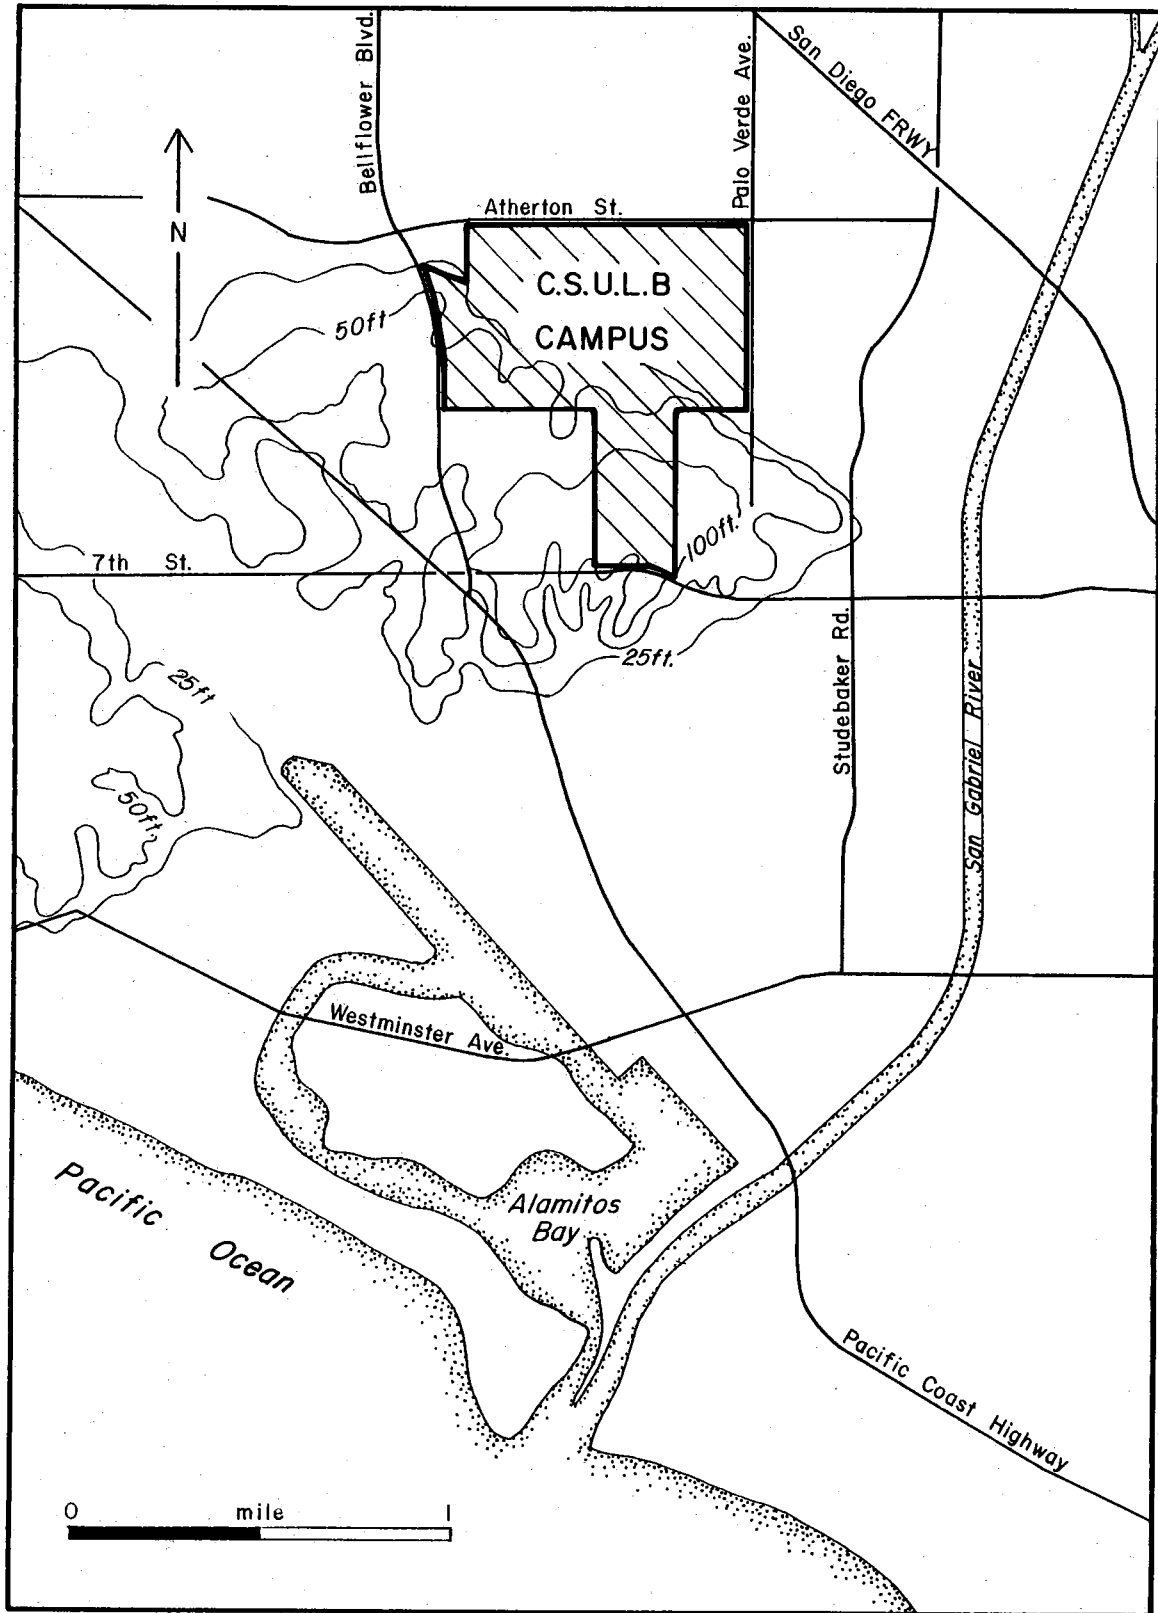 Bellflower Blvd.
Palo Verde Ave.
San Diego FRWY
Atherton St.
N
C.S.U.L.B
CAMPUS
50ft
100ft.
7th St.
25ft.
Studebaker Rd.
San Gabriel River
25ft
50ft.
Westminster Ave.
Pacific
Ocean
Alamitos
Bay
Pacific Coast Highway
0 mile 1